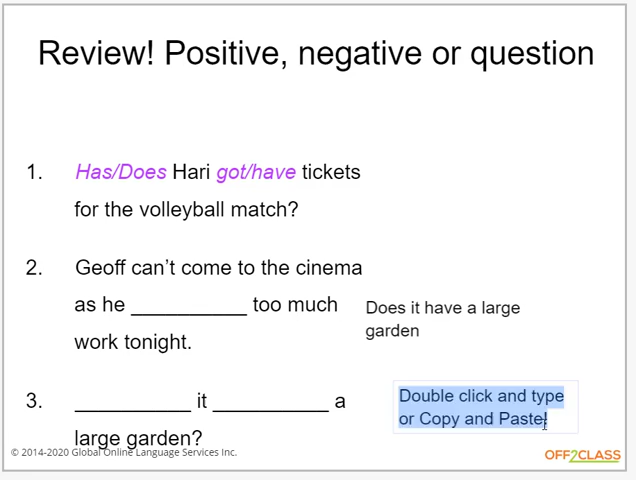 Review! Positive, negative or question
1. Has/Does Hari got/have tickets
for the volleyball match?
2. Geoff can't come to the cinema
as he __________ too much
work tonight.
Does it have a large
garden
3. __________ it __________ a
large garden?
Double click and type
or Copy and Paste!
© 2014-2020 Global Online Language Services Inc.
OFF2CLASS